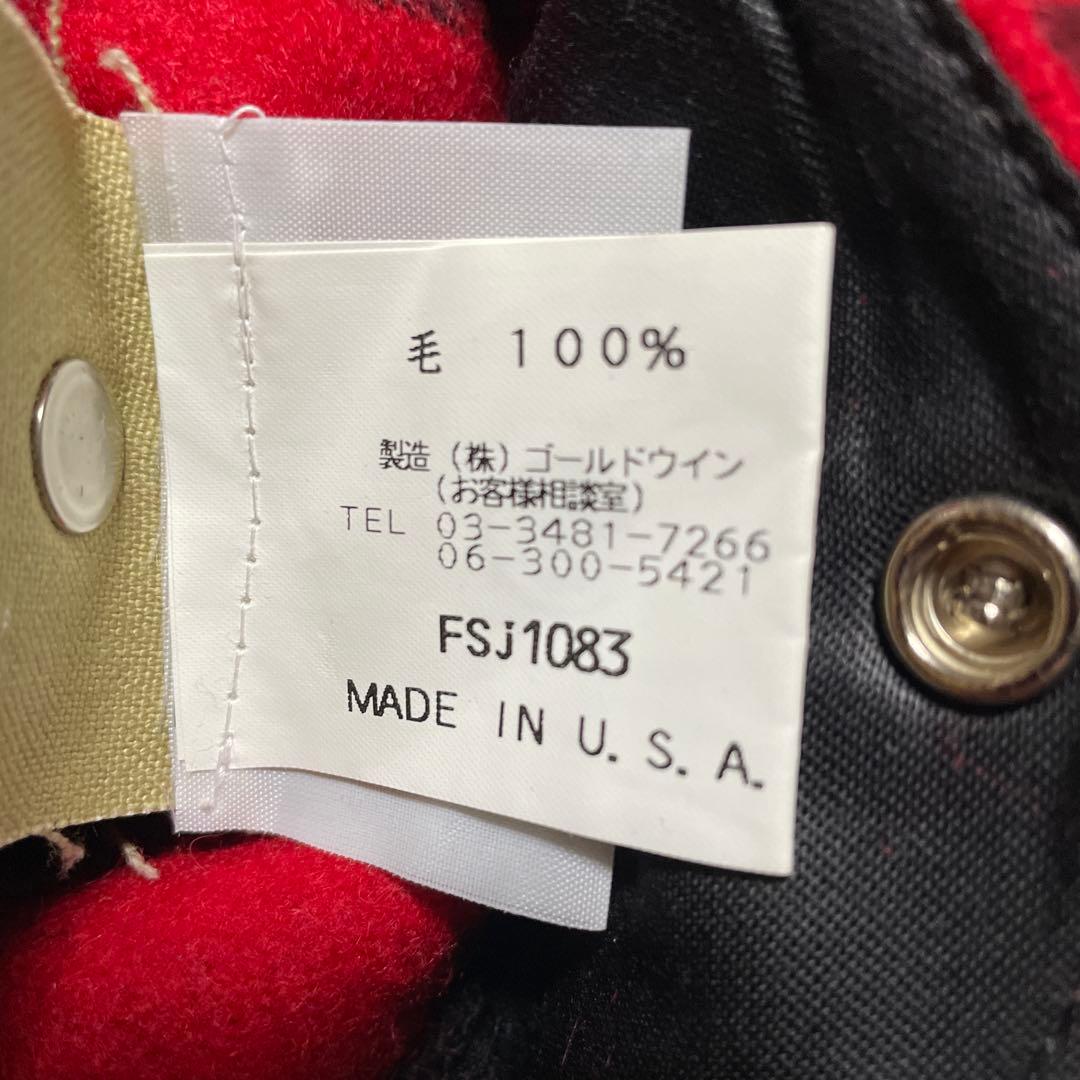 毛 100%
製造 (株) ゴールドウイン
(お客様相談室)
TEL 03-3481-7266
06-300-5421
FSJ1083
MADE IN U. S. A.